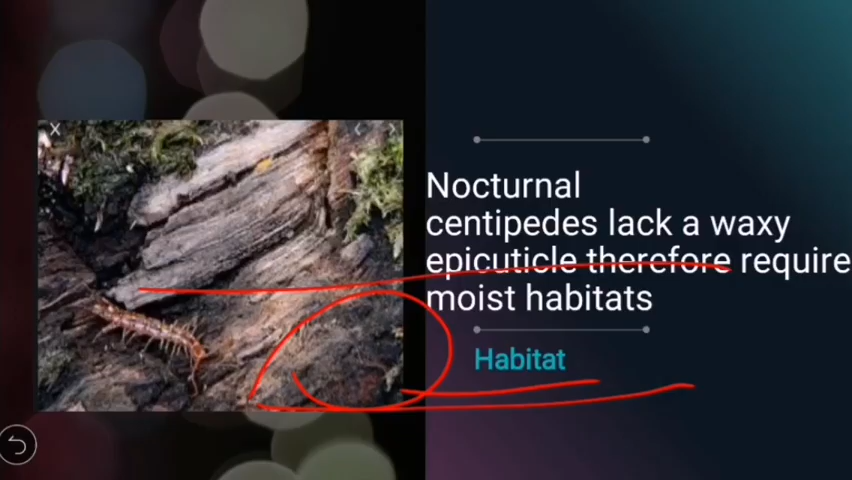 Nocturnal
centipedes lack a waxy
epicuticle therefore require
moist habitats
Habitat